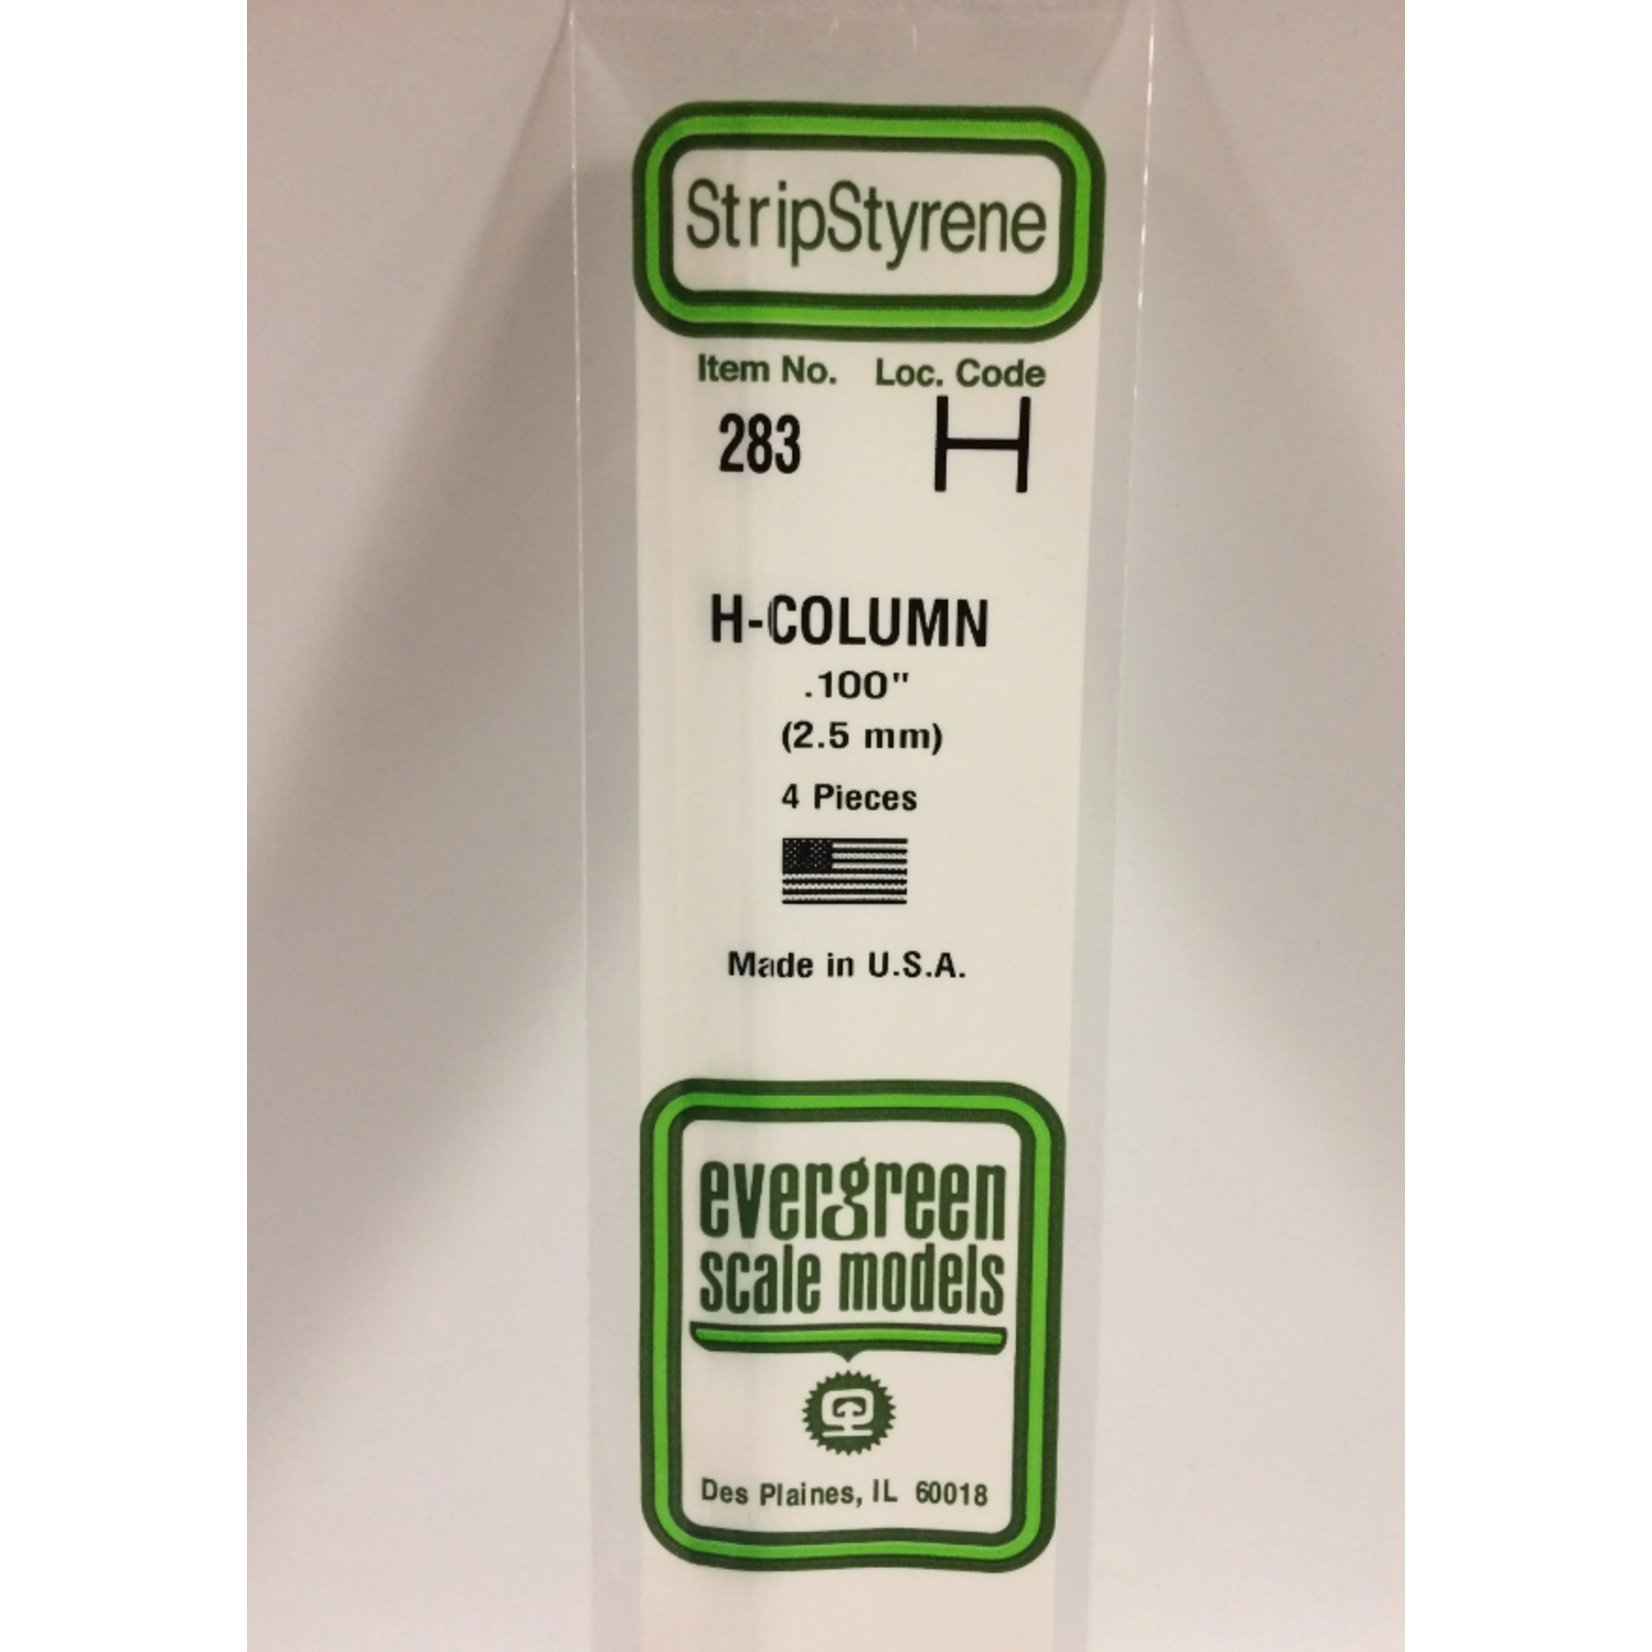 StripStyrene
Item No. Loc. Code
283 H
H-COLUMN
.100"
(2.5 mm)
4 Pieces
Made in U.S.A.
evergreen
scale models
Des Plaines, IL 60018